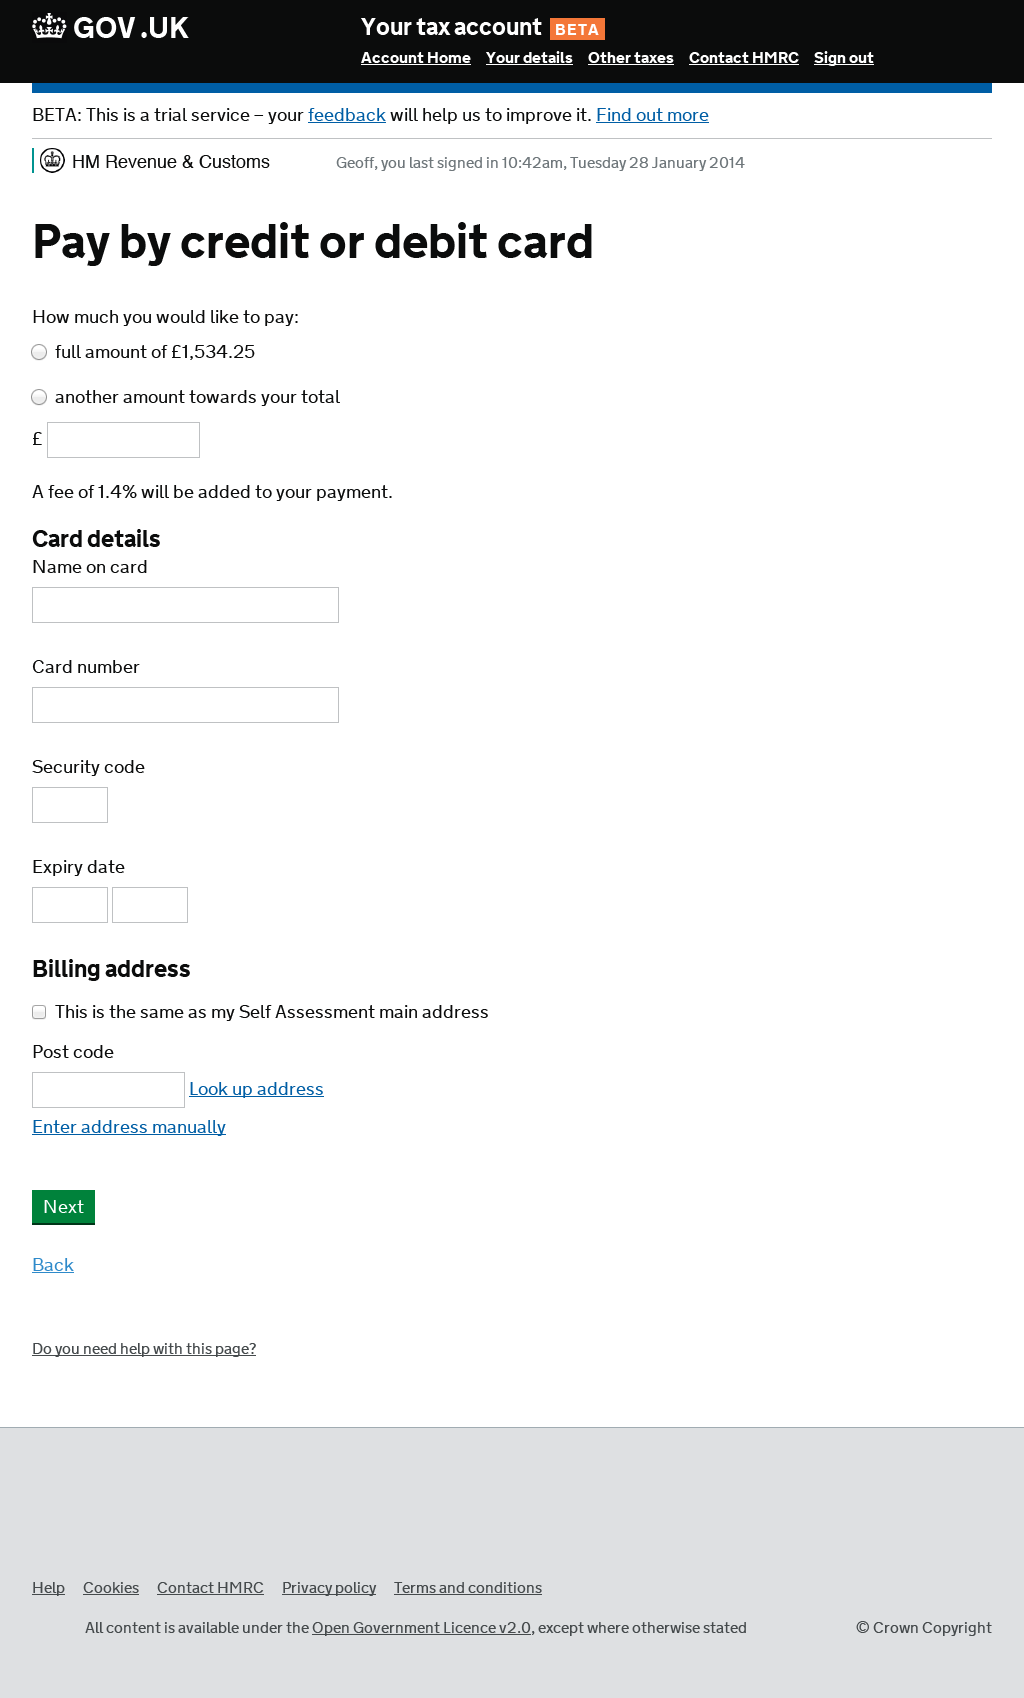 GOV.UK
Your tax account BETA
Account Home Your details Other taxes Contact HMRC Sign out
BETA: This is a trial service – your feedback will help us to improve it. Find out more
HM Revenue & Customs
Geoff, you last signed in 10:42am, Tuesday 28 January 2014
Pay by credit or debit card
How much you would like to pay:
full amount of £1,534.25
another amount towards your total
£
A fee of 1.4% will be added to your payment.
Card details
Name on card
Card number
Security code
Expiry date
Billing address
This is the same as my Self Assessment main address
Post code
Look up address
Enter address manually
Next
Back
Do you need help with this page?
Help Cookies Contact HMRC Privacy policy Terms and conditions
All content is available under the Open Government Licence v2.0, except where otherwise stated
© Crown Copyright